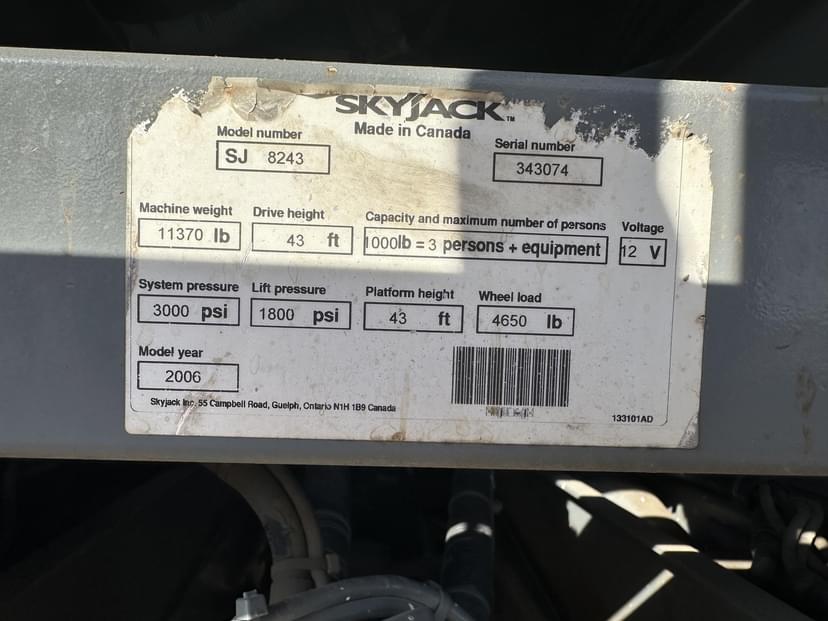 SKYJACK™
Made in Canada
Model number
SJ 8243
Serial number
343074
Machine weight
11370 lb
Drive height
43 ft
Capacity and maximum number of persons
1000lb = 3 persons + equipment
Voltage
12 V
System pressure
3000 psi
Lift pressure
1800 psi
Platform height
43 ft
Wheel load
4650 lb
Model year
2006
Skyjack Inc. 55 Campbell Road, Guelph, Ontario N1H 1B9 Canada
133101AD